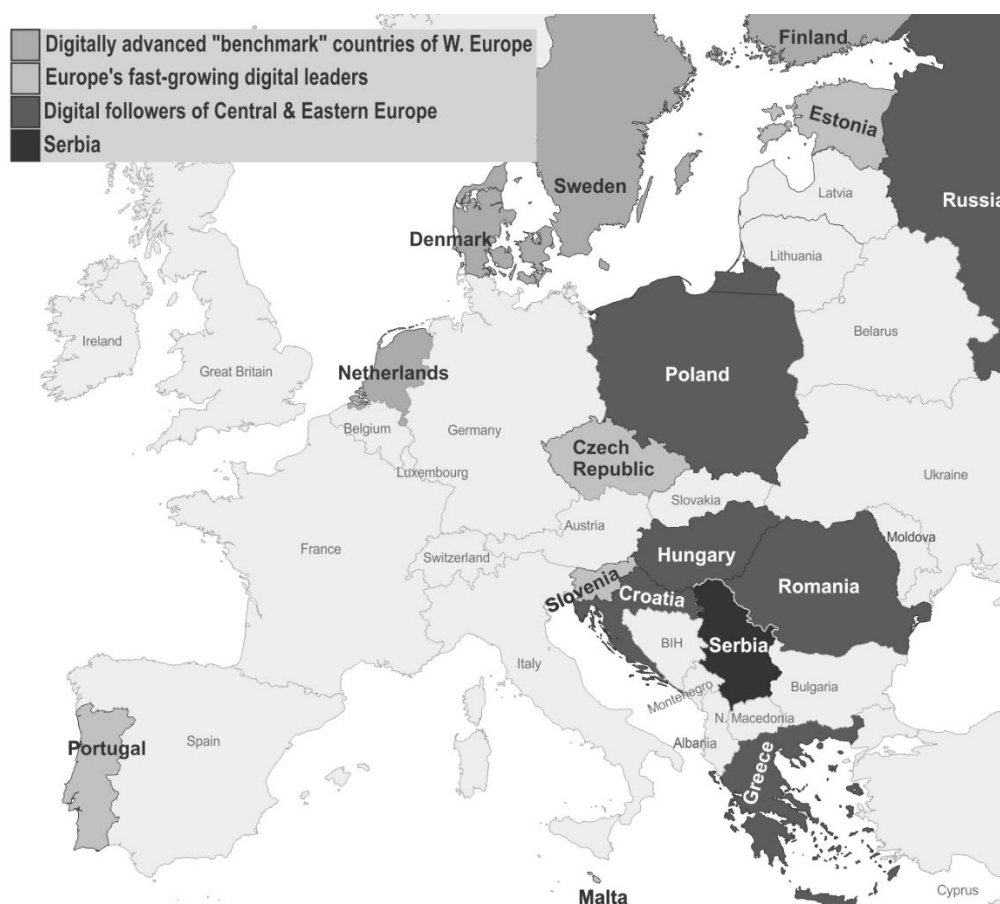 Digitally advanced "benchmark" countries of W. Europe
Europe's fast-growing digital leaders
Digital followers of Central & Eastern Europe
Serbia
Finland
Estonia
Sweden
Latvia
Russia
Denmark
Lithuania
Ireland
Belarus
Great Britain
Netherlands
Poland
Belgium
Germany
Czech
Republic
Luxembourg
Ukraine
Slovakia
Austria
Moldova
France
Switzerland
Hungary
Slovenia
Romania
Croatia
BIH
Serbia
Italy
Bulgaria
Montenegro
N. Macedonia
Portugal
Spain
Albania
Greece
Malta
Cyprus